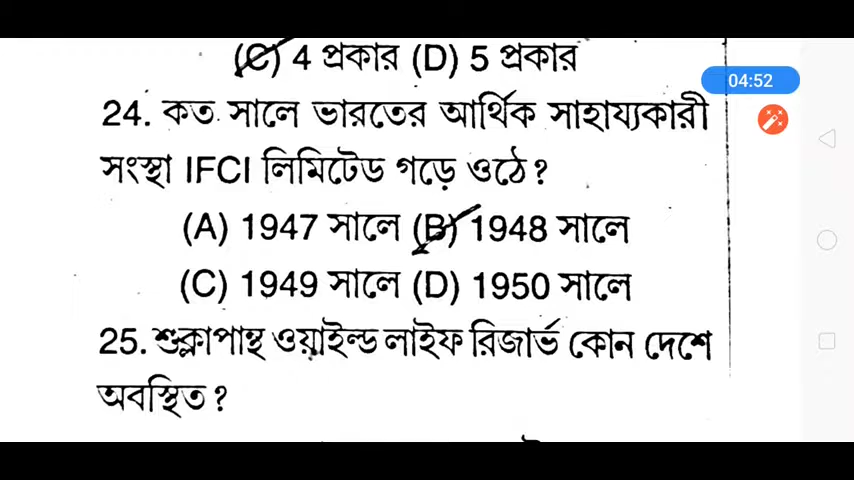 (C) 4 প্রকার (D) 5 প্রকার
04:52
24. কত সালে ভারতের আর্থিক সাহায্যকারী
সংস্থা IFCI লিমিটেড গড়ে ওঠে?
(A) 1947 সালে (B) 1948 সালে
(C) 1949 সালে (D) 1950 সালে
25. শুক্লাপান্থ ওয়াইল্ড লাইফ রিজার্ভ কোন দেশে
অবস্থিত?